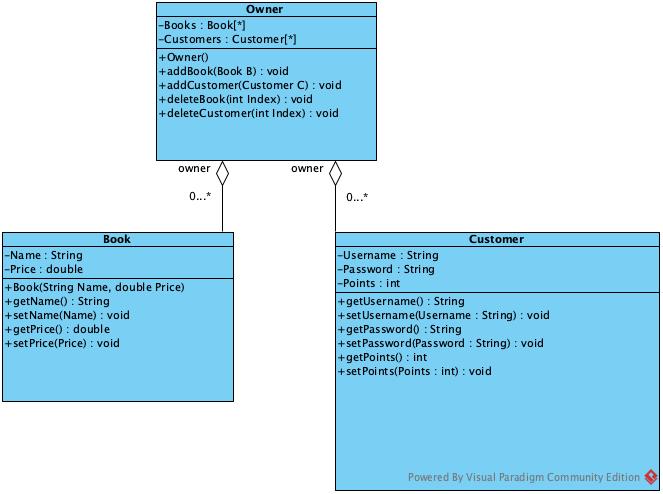 Owner
-Books : Book[*]
-Customers : Customer[*]
+Owner()
+addBook(Book B) : void
+addCustomer(Customer C) : void
+deleteBook(int Index) : void
+deleteCustomer(int Index) : void
owner
owner
0...*
0...*
Book
-Name : String
-Price : double
+Book(String Name, double Price)
+getName() : String
+setName(Name) : void
+getPrice() : double
+setPrice(Price) : void
Customer
-Username : String
-Password : String
-Points : int
+getUsername() : String
+setUsername(Username : String) : void
+getPassword() : String
+setPassword(Password : String) : void
+getPoints() : int
+setPoints(Points : int) : void
Powered By Visual Paradigm Community Edition